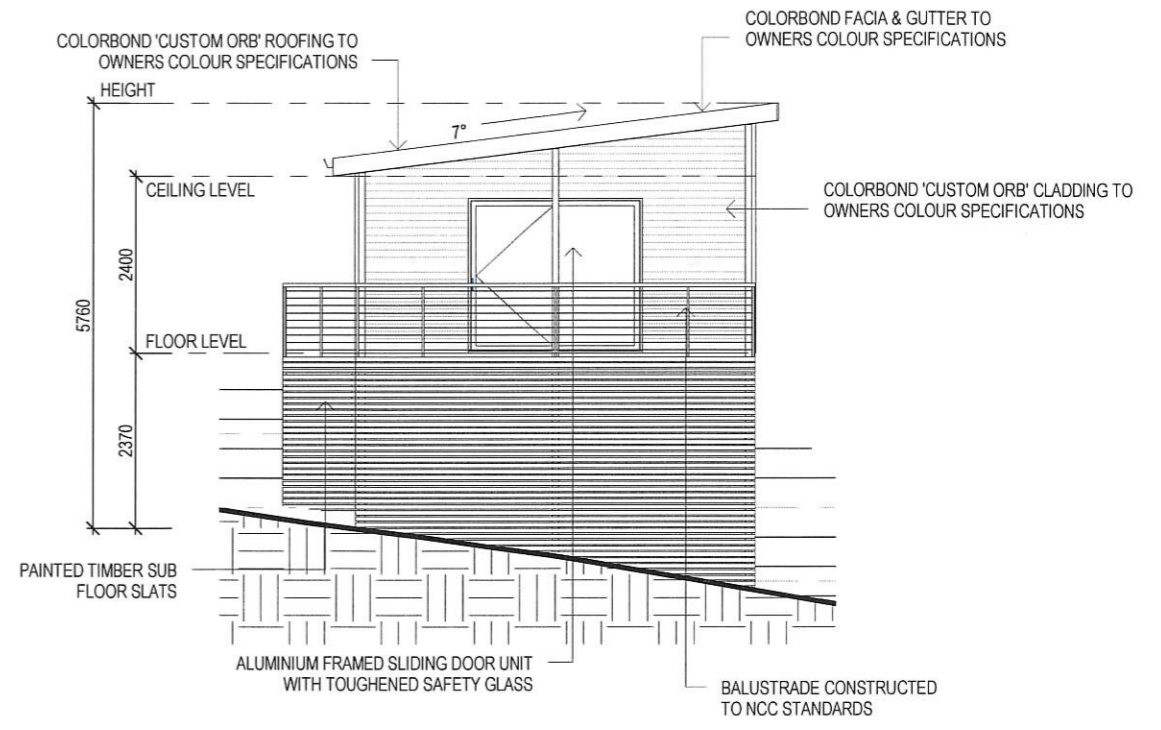 COLORBOND FACIA & GUTTER TO
OWNERS COLOUR SPECIFICATIONS
COLORBOND 'CUSTOM ORB' ROOFING TO
OWNERS COLOUR SPECIFICATIONS
HEIGHT
7°
CEILING LEVEL
COLORBOND 'CUSTOM ORB' CLADDING TO
OWNERS COLOUR SPECIFICATIONS
2400
5760
FLOOR LEVEL
2370
PAINTED TIMBER SUB
FLOOR SLATS
ALUMINIUM FRAMED SLIDING DOOR UNIT
WITH TOUGHENED SAFETY GLASS
BALUSTRADE CONSTRUCTED
TO NCC STANDARDS